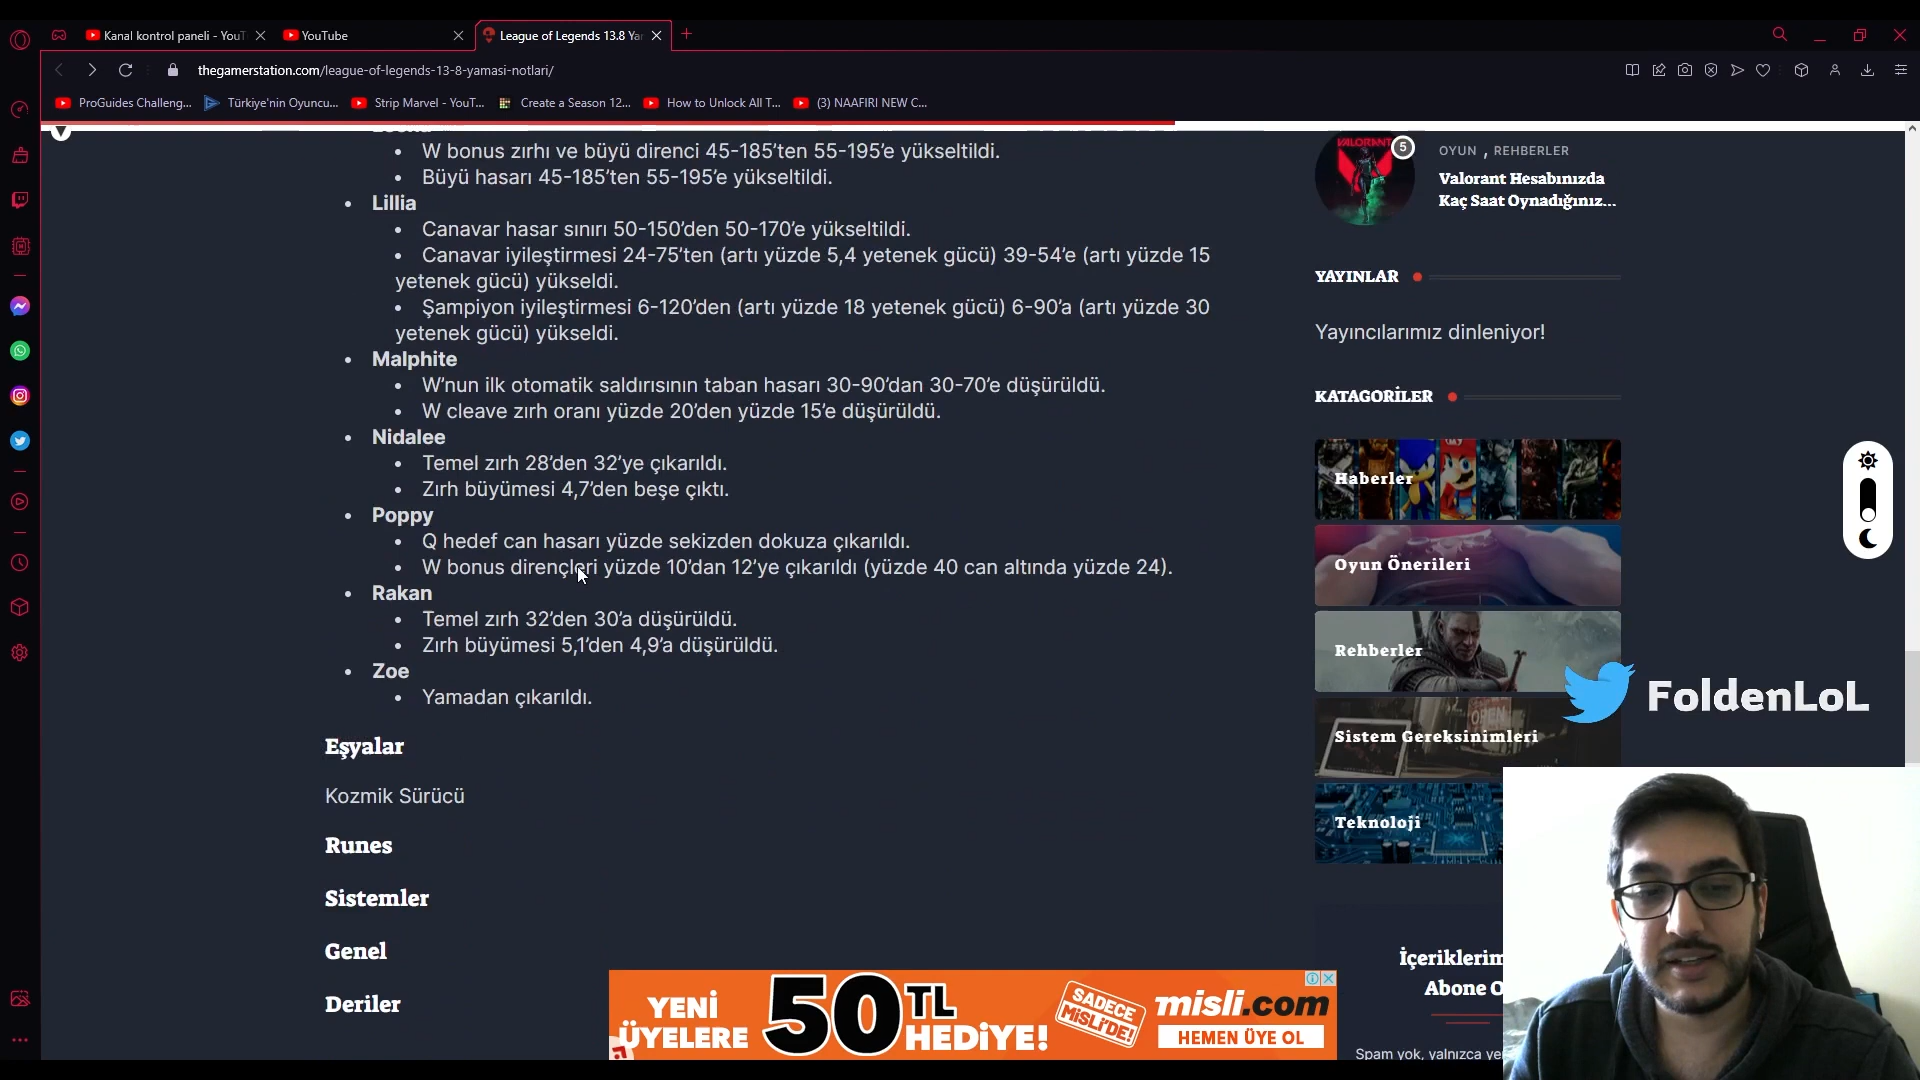 Kanal kontrol paneli - YouT
YouTube
League of Legends 13.8 Ya
thegamerstation.com/league-of-legends-13-8-yamasi-notlari/
ProGuides Challeng...
Türkiye'nin Oyuncu...
Strip Marvel - YouT...
Create a Season 12...
How to Unlock All T...
(3) NAAFIRI NEW C...
• W bonus zırhı ve büyü direnci 45-185'ten 55-195'e yükseltildi.
• Büyü hasarı 45-185'ten 55-195'e yükseltildi.
• Lillia
• Canavar hasar sınırı 50-150'den 50-170'e yükseltildi.
• Canavar iyileştirmesi 24-75'ten (artı yüzde 5,4 yetenek gücü) 39-54'e (artı yüzde 15
yetenek gücü) yükseldi.
• Şampiyon iyileştirmesi 6-120'den (artı yüzde 18 yetenek gücü) 6-90'a (artı yüzde 30
yetenek gücü) yükseldi.
• Malphite
• W'nun ilk otomatik saldırısının taban hasarı 30-90'dan 30-70'e düşürüldü.
• W cleave zırh oranı yüzde 20'den yüzde 15'e düşürüldü.
• Nidalee
• Temel zırh 28'den 32'ye çıkarıldı.
• Zırh büyümesi 4,7'den beşe çıktı.
• Poppy
• Q hedef can hasarı yüzde sekizden dokuza çıkarıldı.
• W bonus dirençleri yüzde 10'dan 12'ye çıkarıldı (yüzde 40 can altında yüzde 24).
• Rakan
• Temel zırh 32'den 30'a düşürüldü.
• Zırh büyümesi 5,1'den 4,9'a düşürüldü.
• Zoe
• Yamadan çıkarıldı.
Eşyalar
Kozmik Sürücü
Runes
Sistemler
Genel
Deriler
VALORANT
5
OYUN , REHBERLER
Valorant Hesabınızda
Kaç Saat Oynadığınız...
YAYINLAR
Yayıncılarımız dinleniyor!
KATAGORİLER
Haberler
Oyun Önerileri
Rehberler
Sistem Gereksinimleri
OPEN
Teknoloji
FoldenLoL
İçeriklerim
Abone O
Spam yok, yalnızca ye
YENİ
ÜYELERE
50 TL
HEDİYE!
SADECE
MİSLİ'DE!
misli.com
HEMEN ÜYE OL